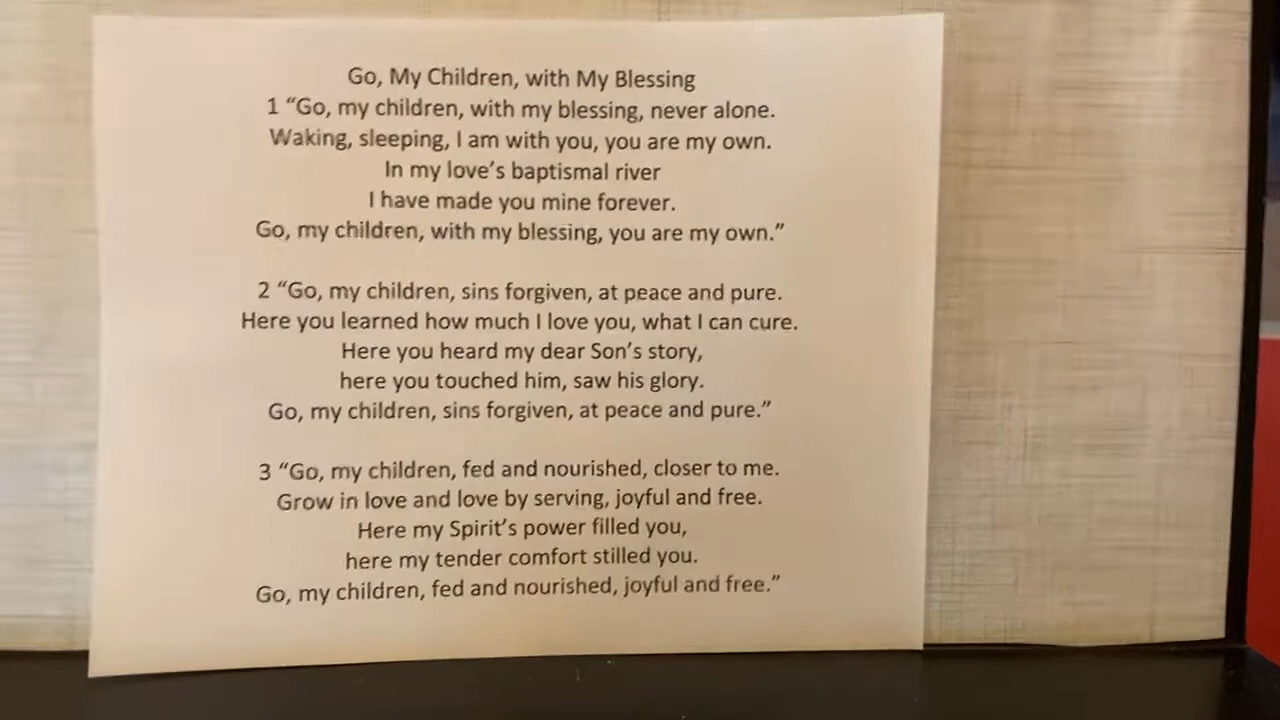 Go, My Children, with My Blessing
1 “Go, my children, with my blessing, never alone.
Waking, sleeping, I am with you, you are my own.
In my love’s baptismal river
I have made you mine forever.
Go, my children, with my blessing, you are my own.”
2 “Go, my children, sins forgiven, at peace and pure.
Here you learned how much I love you, what I can cure.
Here you heard my dear Son’s story,
here you touched him, saw his glory.
Go, my children, sins forgiven, at peace and pure.”
3 “Go, my children, fed and nourished, closer to me.
Grow in love and love by serving, joyful and free.
Here my Spirit’s power filled you,
here my tender comfort stilled you.
Go, my children, fed and nourished, joyful and free.”